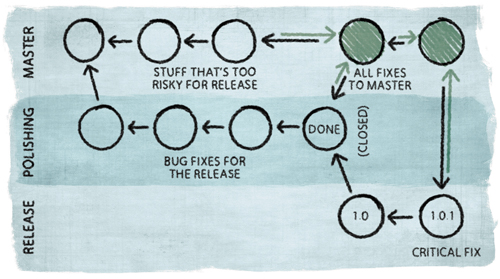 MASTER
STUFF THAT'S TOO
RISKY FOR RELEASE
ALL FIXES
TO MASTER
POLISHING
DONE
(CLOSED)
BUG FIXES FOR
THE RELEASE
RELEASE
1.0
1.0.1
CRITICAL FIX